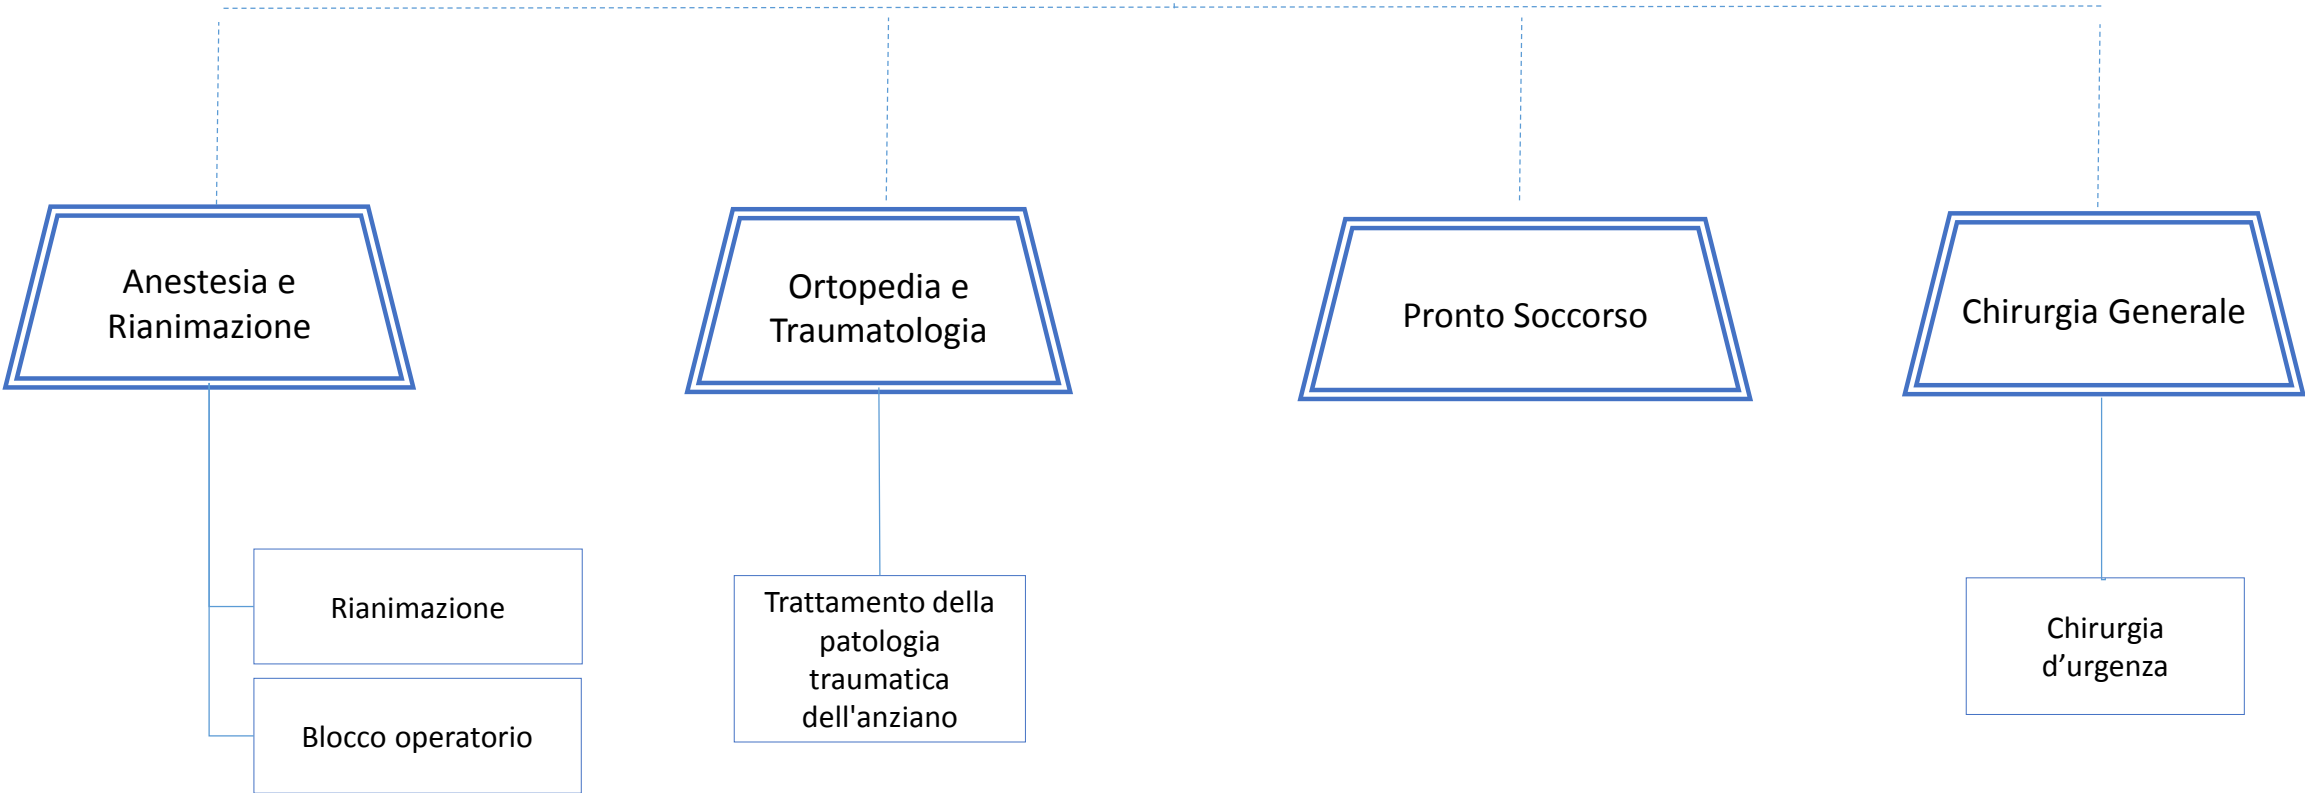 Anestesia e
Rianimazione
Ortopedia e
Traumatologia
Pronto Soccorso
Chirurgia Generale
Rianimazione
Blocco operatorio
Trattamento della
patologia
traumatica
dell'anziano
Chirurgia
d’urgenza